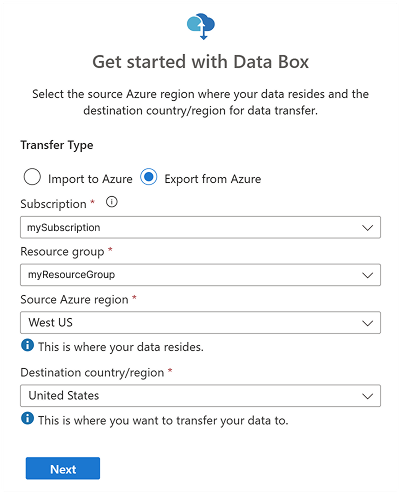 Get started with Data Box
Select the source Azure region where your data resides and the
destination country/region for data transfer.
Transfer Type
Import to Azure Export from Azure
Subscription *
mySubscription
Resource group *
myResourceGroup
Source Azure region *
West US
This is where your data resides.
Destination country/region *
United States
This is where you want to transfer your data to.
Next